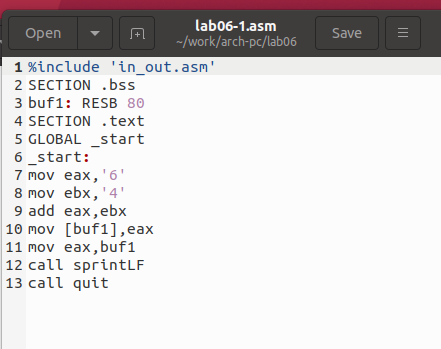 Open
lab06-1.asm
~/work/arch-pc/lab06
Save
1 %include 'in_out.asm'
2 SECTION .bss
3 buf1: RESB 80
4 SECTION .text
5 GLOBAL _start
6 _start:
7 mov eax,'6'
8 mov ebx,'4'
9 add eax,ebx
10 mov [buf1],eax
11 mov eax,buf1
12 call sprintLF
13 call quit